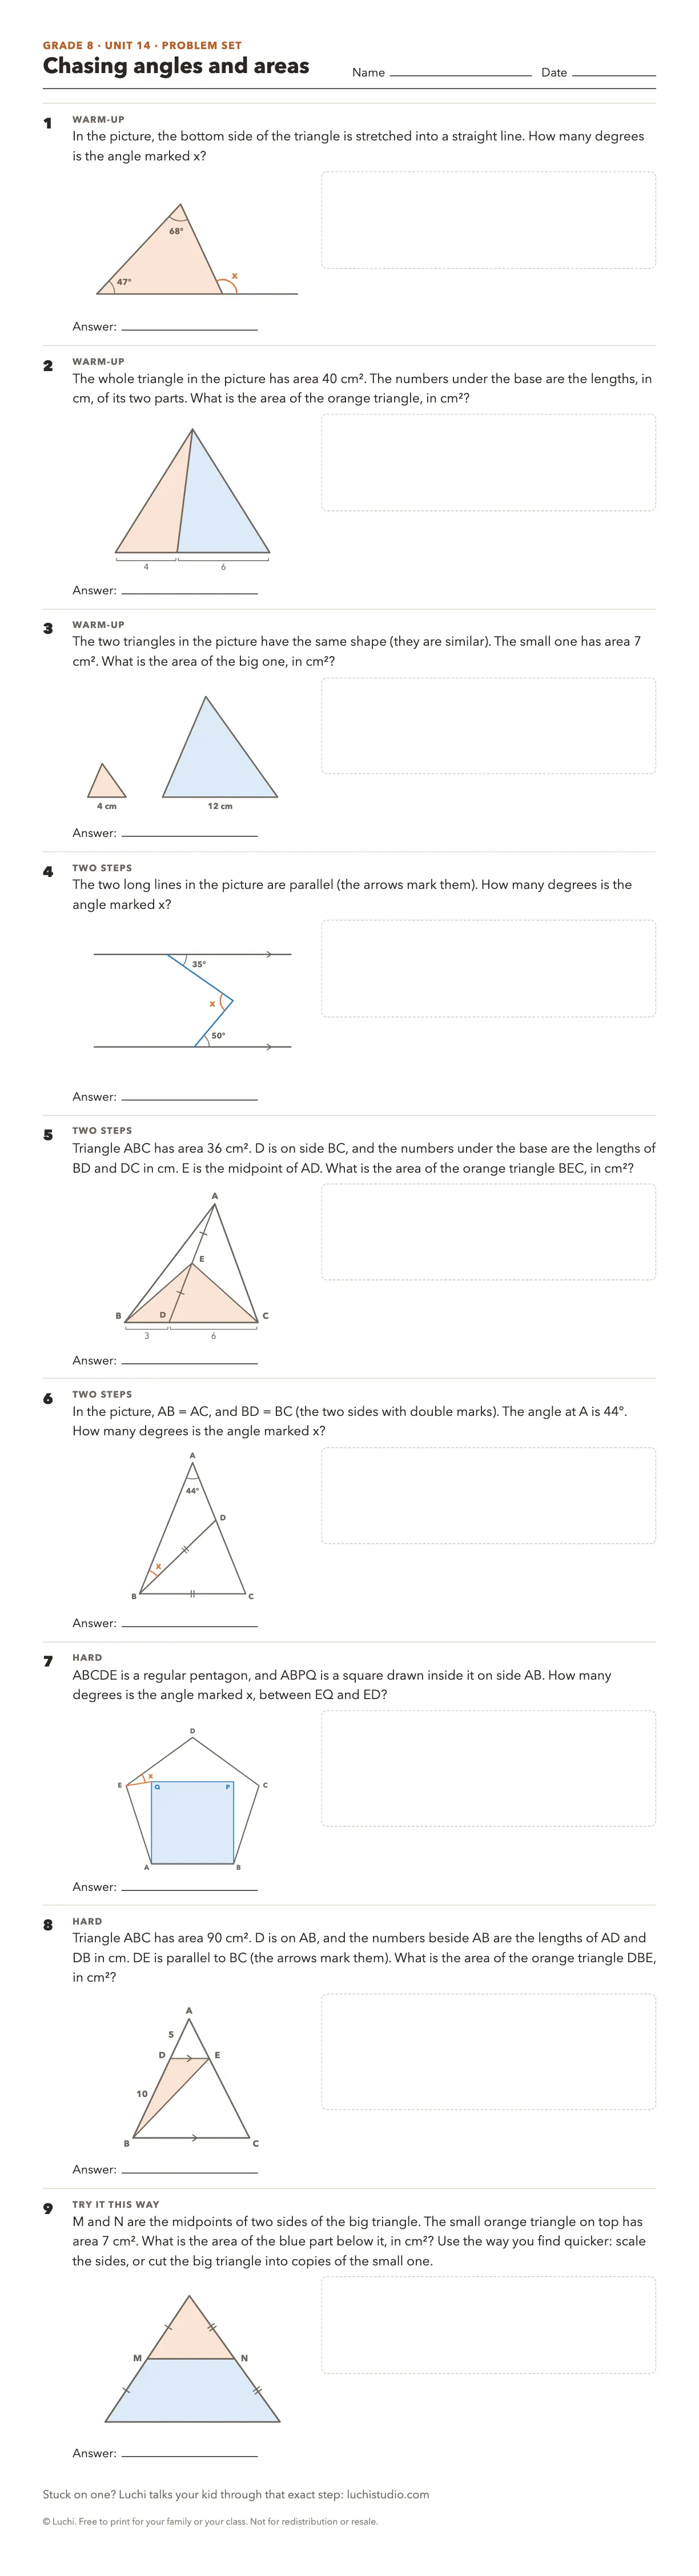 GRADE 8 · UNIT 14 · PROBLEM SET
Chasing angles and areas
Name
Date
1
WARM-UP
In the picture, the bottom side of the triangle is stretched into a straight line. How many degrees
is the angle marked x?
68°
47°
x
Answer:
2
WARM-UP
The whole triangle in the picture has area 40 cm². The numbers under the base are the lengths, in
cm, of its two parts. What is the area of the orange triangle, in cm²?
4
6
Answer:
3
WARM-UP
The two triangles in the picture have the same shape (they are similar). The small one has area 7
cm². What is the area of the big one, in cm²?
4 cm
12 cm
Answer:
4
TWO STEPS
The two long lines in the picture are parallel (the arrows mark them). How many degrees is the
angle marked x?
35°
x
50°
Answer:
5
TWO STEPS
Triangle ABC has area 36 cm². D is on side BC, and the numbers under the base are the lengths of
BD and DC in cm. E is the midpoint of AD. What is the area of the orange triangle BEC, in cm²?
A
E
B
D
C
3
6
Answer:
6
TWO STEPS
In the picture, AB = AC, and BD = BC (the two sides with double marks). The angle at A is 44°.
How many degrees is the angle marked x?
A
44°
D
x
B
C
Answer:
7
HARD
ABCDE is a regular pentagon, and ABPQ is a square drawn inside it on side AB. How many
degrees is the angle marked x, between EQ and ED?
D
x
E
Q
P
C
A
B
Answer:
8
HARD
Triangle ABC has area 90 cm². D is on AB, and the numbers beside AB are the lengths of AD and
DB in cm. DE is parallel to BC (the arrows mark them). What is the area of the orange triangle DBE,
in cm²?
A
5
D
E
10
B
C
Answer:
9
TRY IT THIS WAY
M and N are the midpoints of two sides of the big triangle. The small orange triangle on top has
area 7 cm². What is the area of the blue part below it, in cm²? Use the way you find quicker: scale
the sides, or cut the big triangle into copies of the small one.
M
N
Answer:
Stuck on one? Luchi talks your kid through that exact step: luchistudio.com
© Luchi. Free to print for your family or your class. Not for redistribution or resale.